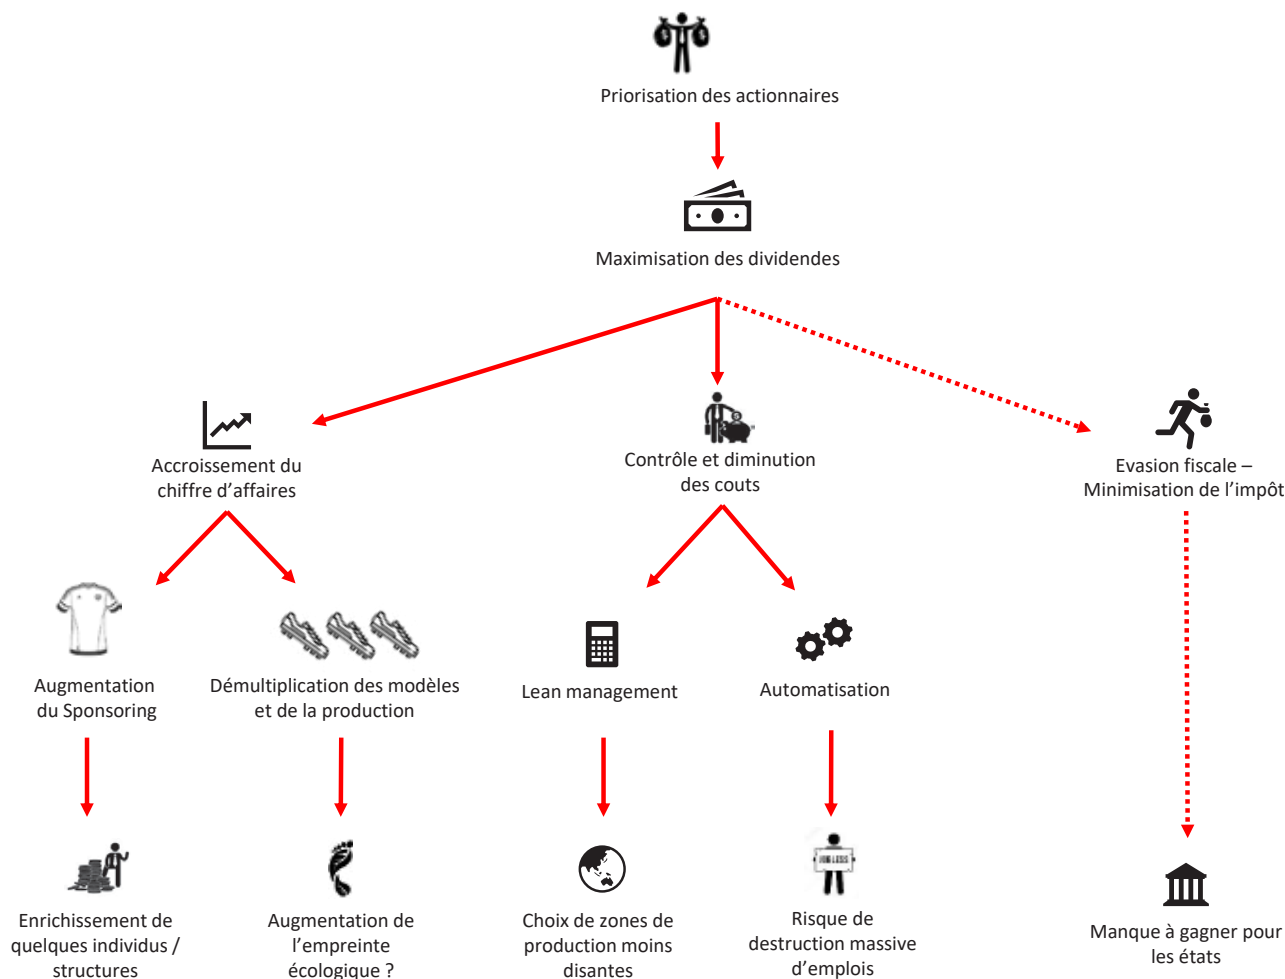 Priorisation des actionnaires
Maximisation des dividendes
Accroissement du
chiffre d'affaires
Contrôle et diminution
des couts
Evasion fiscale –
Minimisation de l'impôt
Augmentation
du Sponsoring
Démultiplication des modèles
et de la production
Lean management
Automatisation
JOB LESS
Enrichissement de
quelques individus /
structures
Augmentation de
l'empreinte
écologique ?
Choix de zones de
production moins
disantes
Risque de
destruction massive
d'emplois
Manque à gagner pour
les états